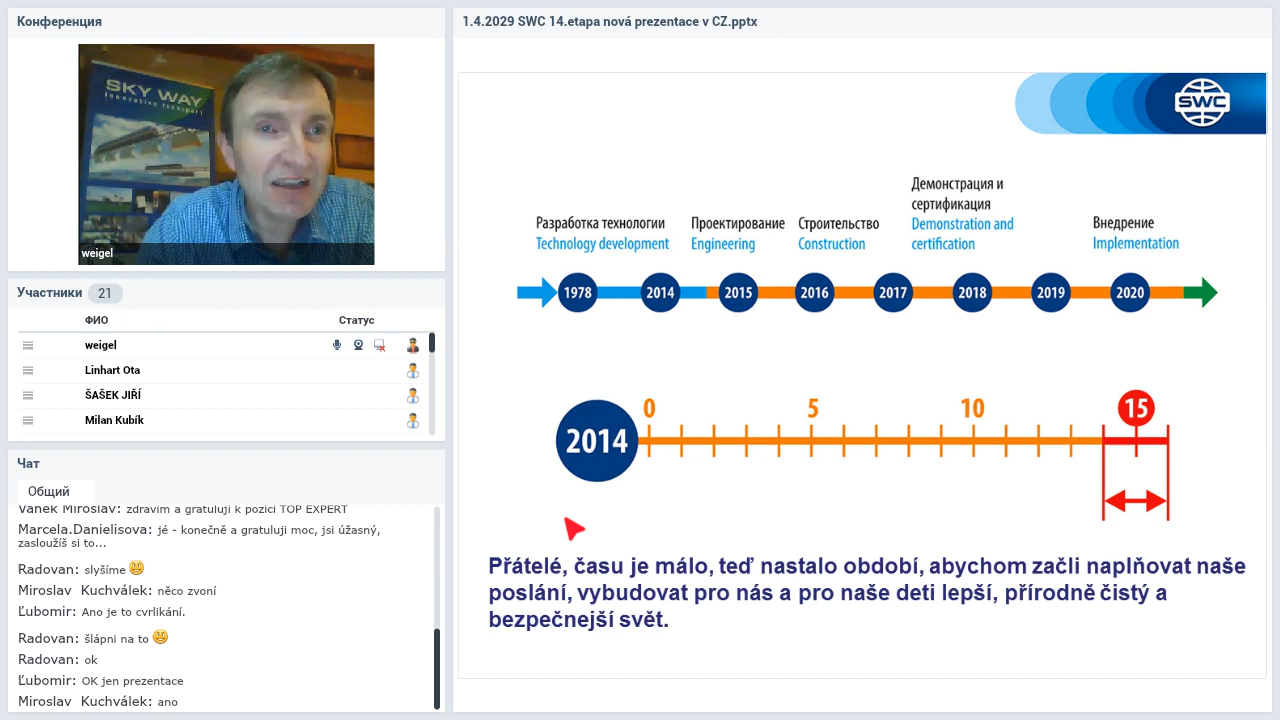 Конференция
SKY WAY
Innovative transport
weigel
Участники 21
ФИО Статус
weigel
Linhart Ota
ŠAŠEK JIŘÍ
Milan Kubík
Чат
Общий
Vaněk Miroslav: zdravím a gratuluji k pozici TOP EXPERT
Marcela.Danielisova: jé - konečně a gratuluji moc, jsi úžasný,
zasloužíš si to...
Radovan: slyšíme
Miroslav Kuchválek: něco zvoní
Ľubomir: Ano je to cvrlikání.
Radovan: šlápni na to
Radovan: ok
Ľubomir: OK jen prezentace
Miroslav Kuchválek: ano
1.4.2029 SWC 14.etapa nová prezentace v CZ.pptx
SWC
Разработка технологии
Technology development
Проектирование
Engineering
Строительство
Construction
Демонстрация и
сертификация
Demonstration and
certification
Внедрение
Implementation
1978 2014 2015 2016 2017 2018 2019 2020
0 5 10 15
2014
Přátelé, času je málo, teď nastalo období, abychom začli naplňovat naše
poslání, vybudovat pro nás a pro naše deti lepší, přírodně čistý a
bezpečnejší svět.